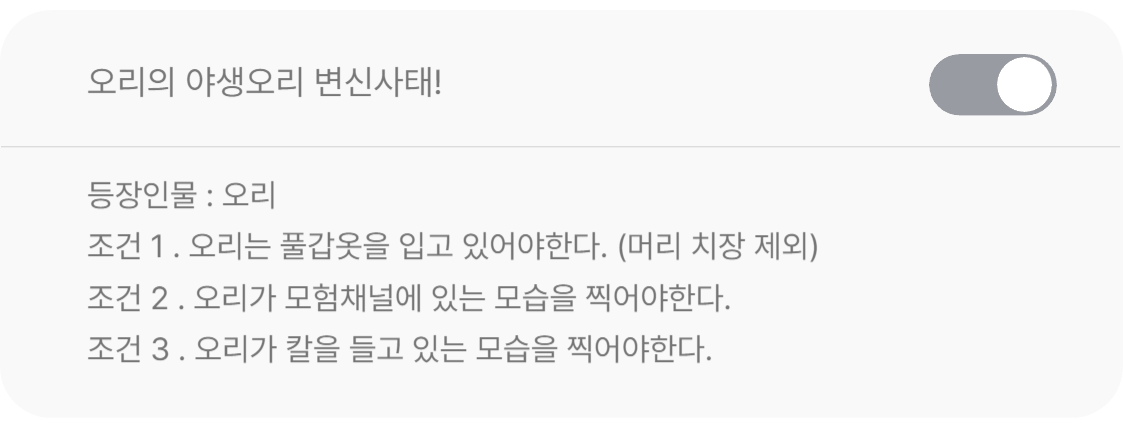 오리의 야생오리 변신사태!
등장인물 : 오리
조건 1 . 오리는 풀갑옷을 입고 있어야한다. (머리 치장 제외)
조건 2 . 오리가 모험채널에 있는 모습을 찍어야한다.
조건 3 . 오리가 칼을 들고 있는 모습을 찍어야한다.